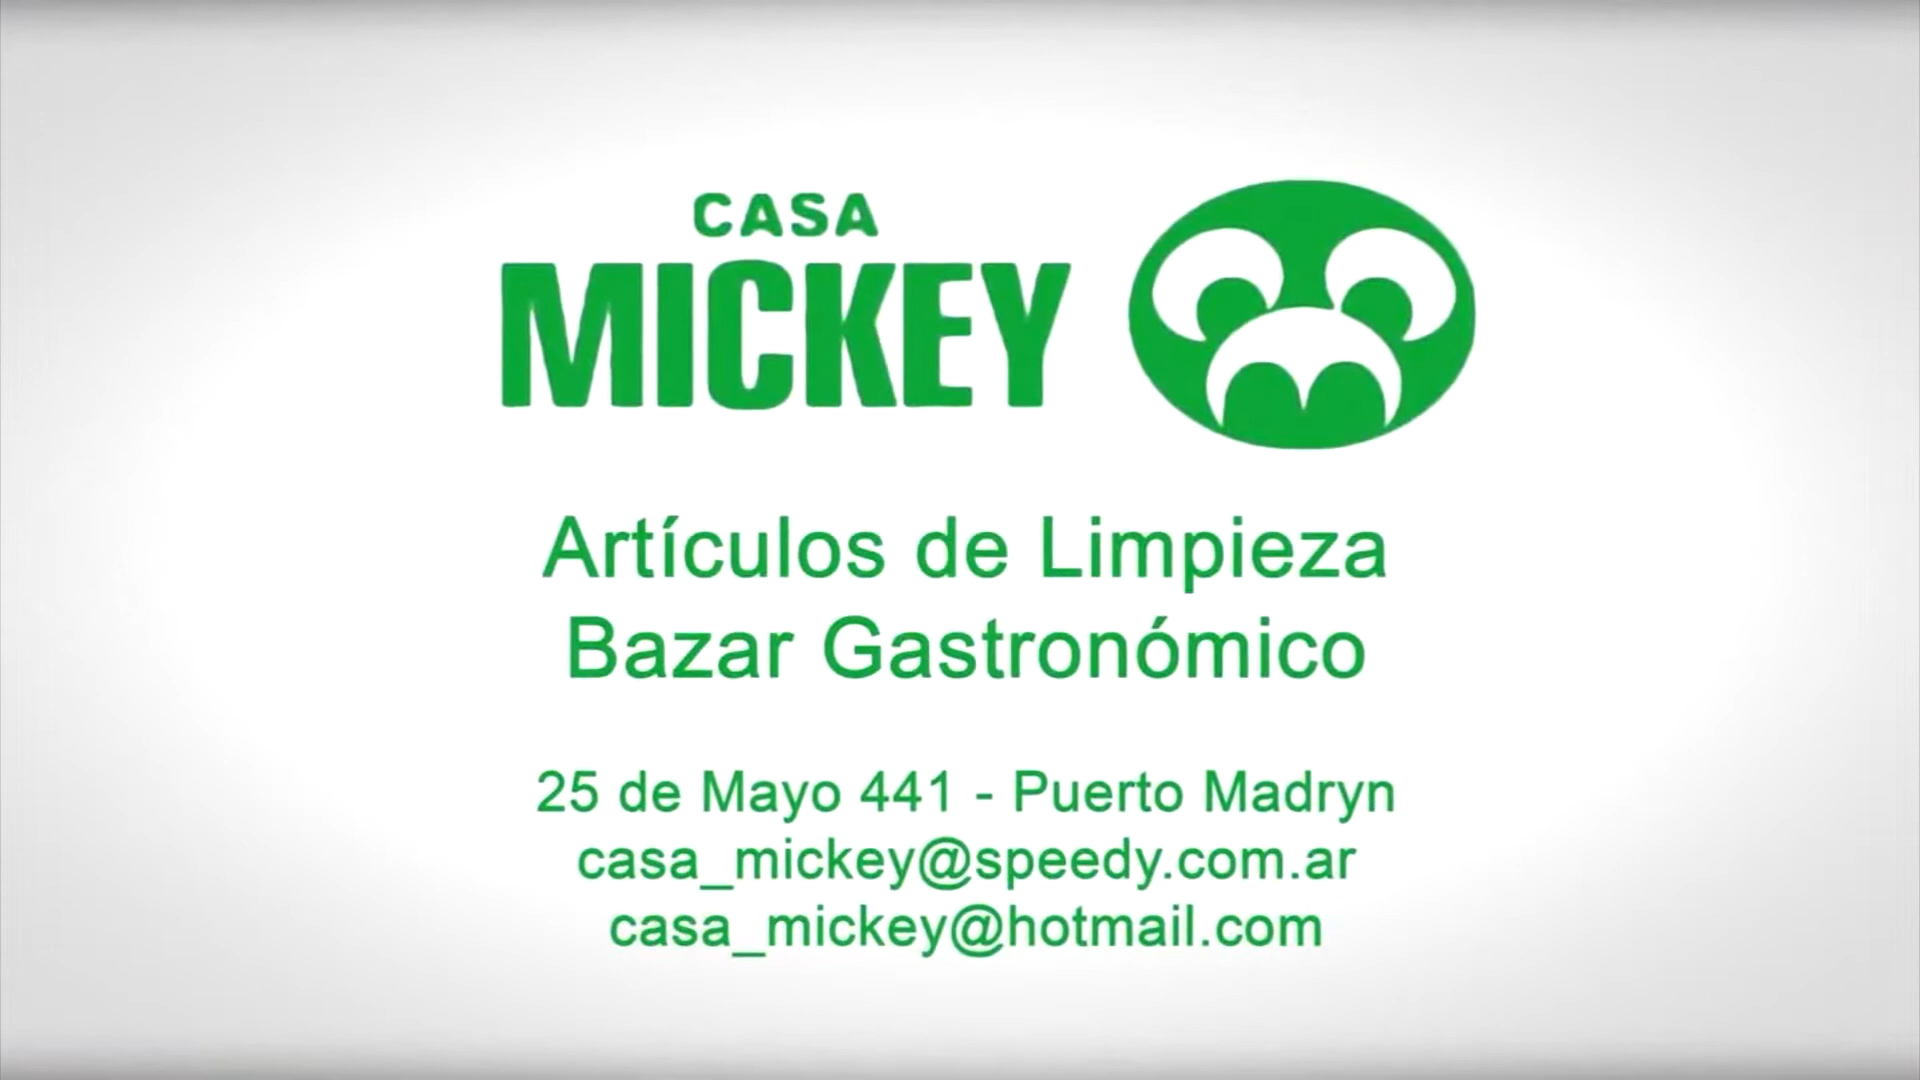 CASA
MICKEY
Artículos de Limpieza
Bazar Gastronómico
25 de Mayo 441 - Puerto Madryn
casa_mickey@speedy.com.ar
casa_mickey@hotmail.com